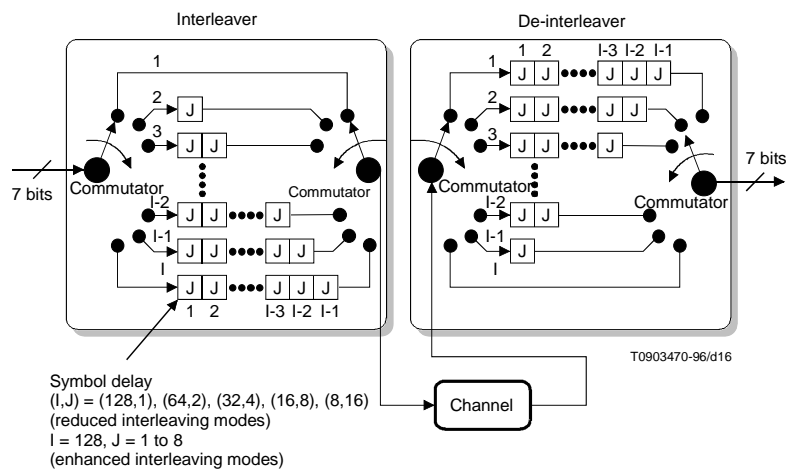 Interleaver
De-interleaver
1
2
J
3
J J
Commutator
Commutator
7 bits
I-2
J J J
I-1
J J J J
I
J J J J J
1 2 I-3 I-2 I-1
1 2 I-3 I-2 I-1
1
J J J J J
2
J J J J
3
J J J
Commutator
Commutator
7 bits
I-2
J J
I-1
J
I
T0903470-96/d16
Symbol delay
(I,J) = (128,1), (64,2), (32,4), (16,8), (8,16)
(reduced interleaving modes)
I = 128, J = 1 to 8
(enhanced interleaving modes)
Channel